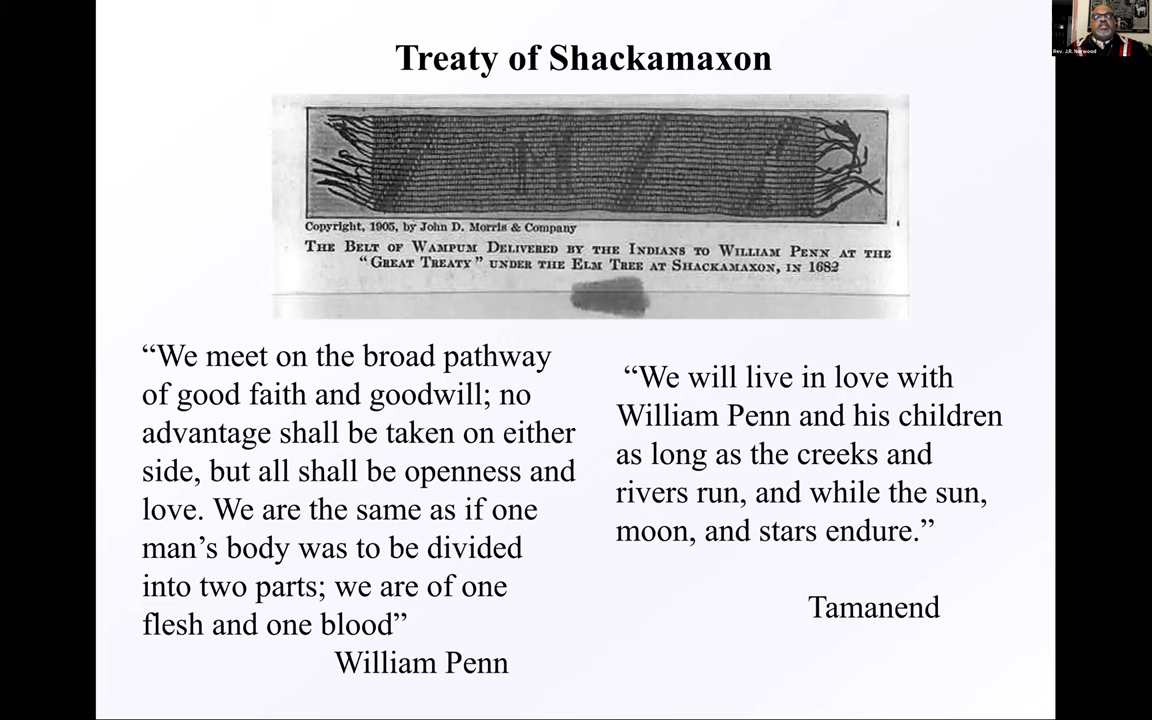 Treaty of Shackamaxon
Rev. J.R. Norwood
Copyright, 1905, by John D. Morris & Company
THE BELT OF WAMPUM DELIVERED BY THE INDIANS TO WILLIAM PENN AT THE
“GREAT TREATY” UNDER THE ELM TREE AT SHACKAMAXON, IN 1682
“We meet on the broad pathway
of good faith and goodwill; no
advantage shall be taken on either
side, but all shall be openness and
love. We are the same as if one
man’s body was to be divided
into two parts; we are of one
flesh and one blood”
William Penn
“We will live in love with
William Penn and his children
as long as the creeks and
rivers run, and while the sun,
moon, and stars endure.”
Tamanend